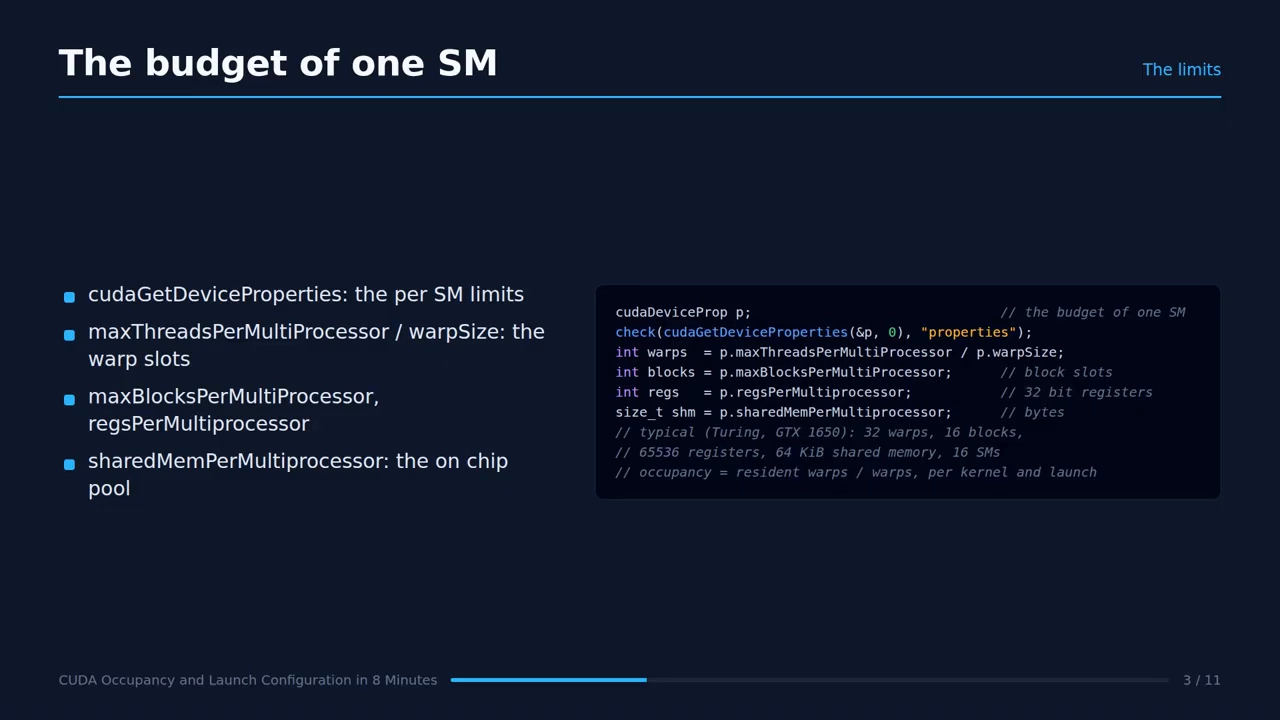 The budget of one SM
The limits
cudaGetDeviceProperties: the per SM limits
maxThreadsPerMultiProcessor / warpSize: the
warp slots
maxBlocksPerMultiProcessor,
regsPerMultiprocessor
sharedMemPerMultiprocessor: the on chip
pool
cudaDeviceProp p;                               // the budget of one SM
check(cudaGetDeviceProperties(&p, 0), "properties");
int warps  = p.maxThreadsPerMultiProcessor / p.warpSize;
int blocks = p.maxBlocksPerMultiProcessor;      // block slots
int regs   = p.regsPerMultiprocessor;           // 32 bit registers
size_t shm = p.sharedMemPerMultiprocessor;      // bytes
// typical (Turing, GTX 1650): 32 warps, 16 blocks,
// 65536 registers, 64 KiB shared memory, 16 SMs
// occupancy = resident warps / warps, per kernel and launch
CUDA Occupancy and Launch Configuration in 8 Minutes
3 / 11